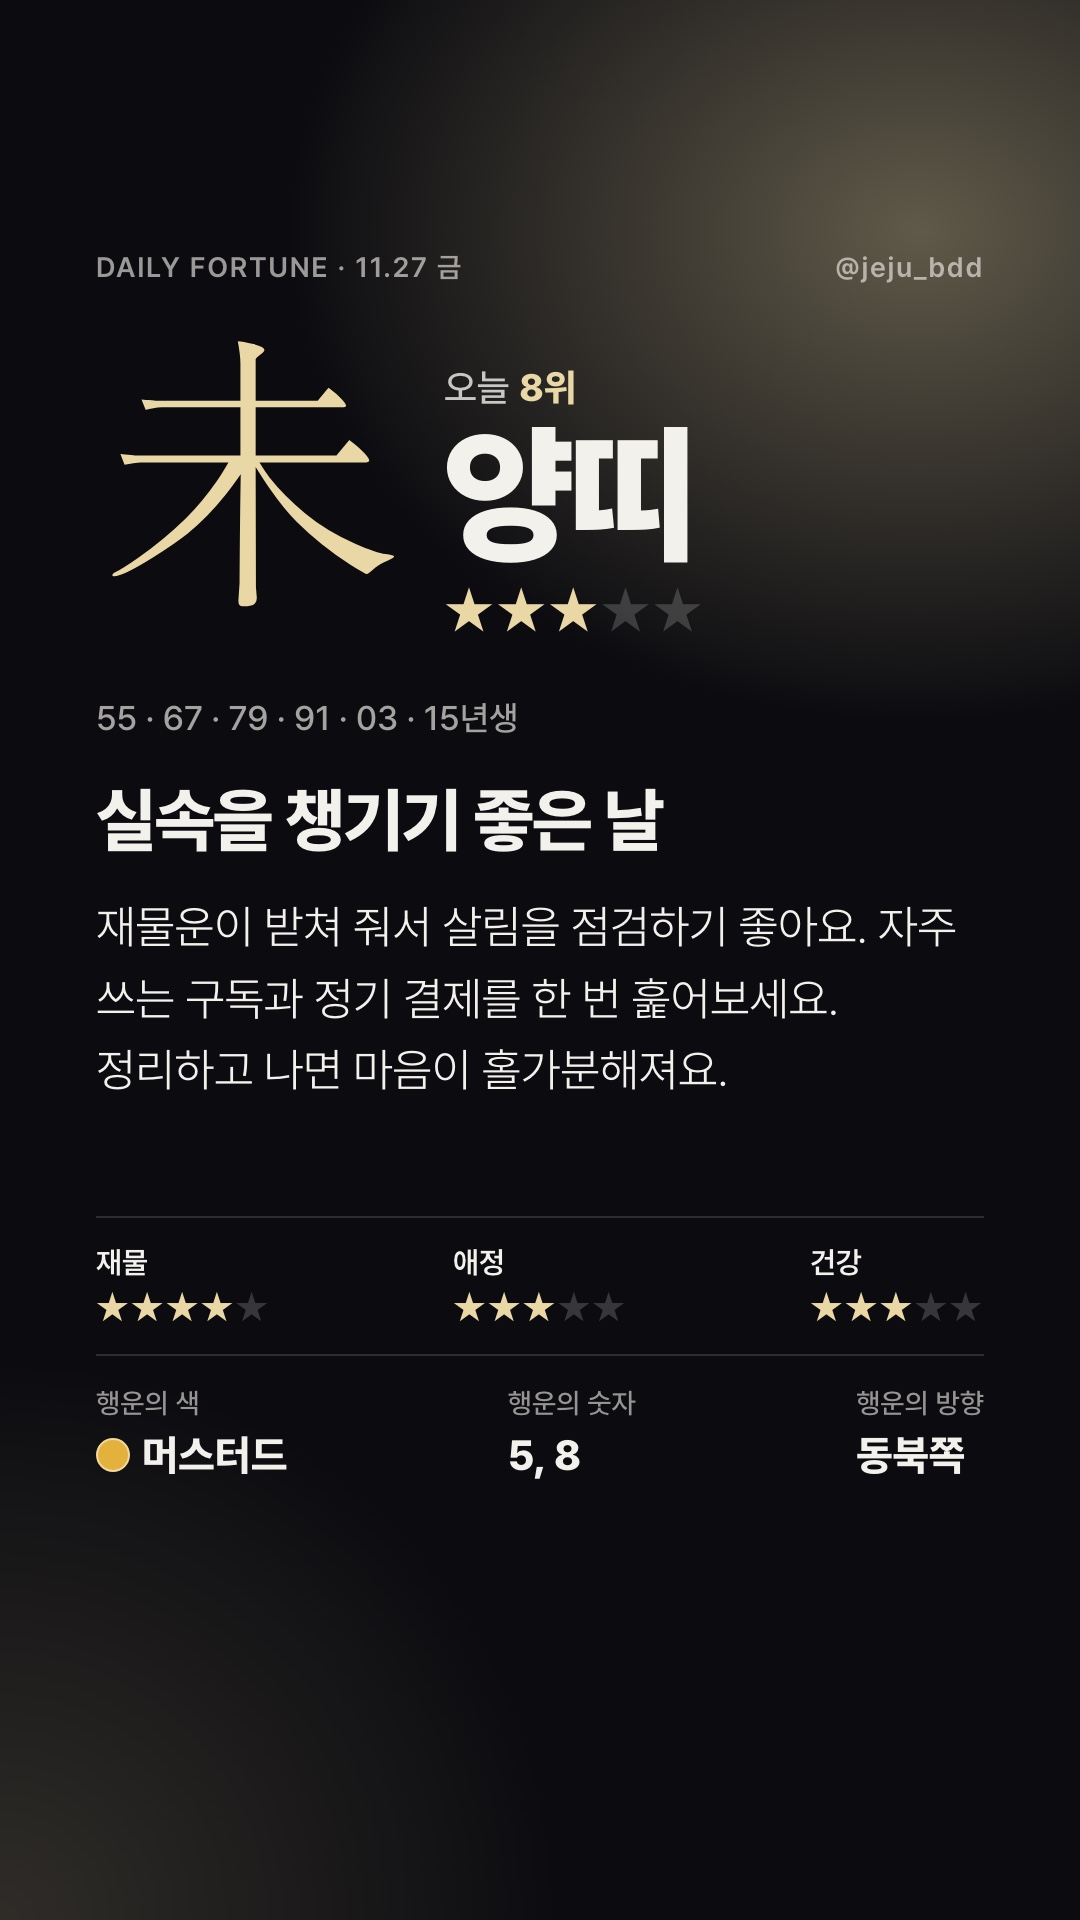 DAILY FORTUNE · 11.27 금
@jeju_bdd
未
오늘 8위
양띠
★★★★★
55 · 67 · 79 · 91 · 03 · 15년생
실속을 챙기기 좋은 날
재물운이 받쳐 줘서 살림을 점검하기 좋아요. 자주
쓰는 구독과 정기 결제를 한 번 훑어보세요.
정리하고 나면 마음이 홀가분해져요.
재물 애정 건강
★★★★★ ★★★★★ ★★★★★
행운의 색 행운의 숫자 행운의 방향
머스터드 5, 8 동북쪽